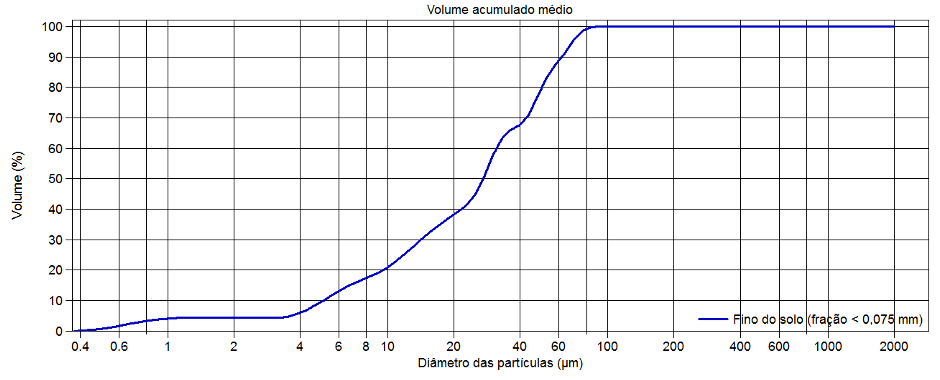 Volume acumulado médio
100
90
80
70
60
50
40
30
20
10
0
Volume (%)
0.4 0.6 1 2 4 6 8 10 20 40 60 100 200 400 600 1000 2000
Diâmetro das partículas (µm)
Fino do solo (fração < 0,075 mm)